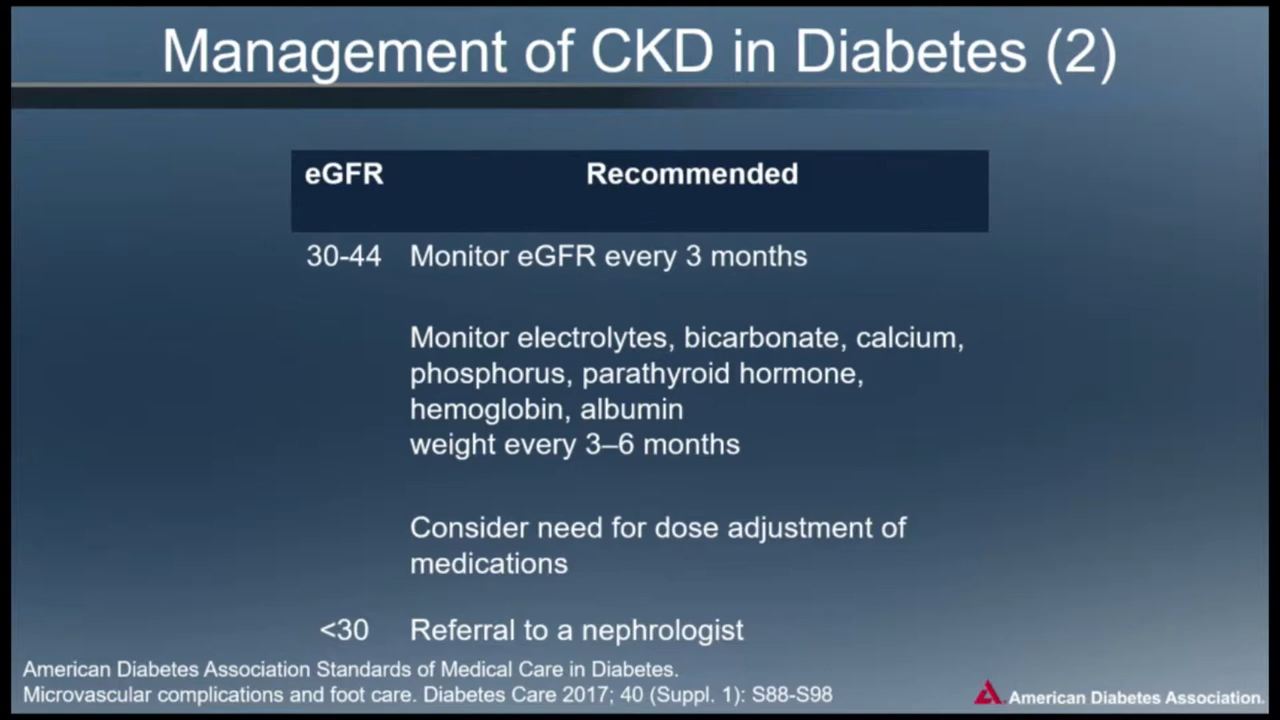 Management of CKD in Diabetes (2)
eGFR Recommended
30-44 Monitor eGFR every 3 months
Monitor electrolytes, bicarbonate, calcium,
phosphorus, parathyroid hormone,
hemoglobin, albumin
weight every 3–6 months
Consider need for dose adjustment of
medications
<30 Referral to a nephrologist
American Diabetes Association Standards of Medical Care in Diabetes.
Microvascular complications and foot care. Diabetes Care 2017; 40 (Suppl. 1): S88-S98
American Diabetes Association.